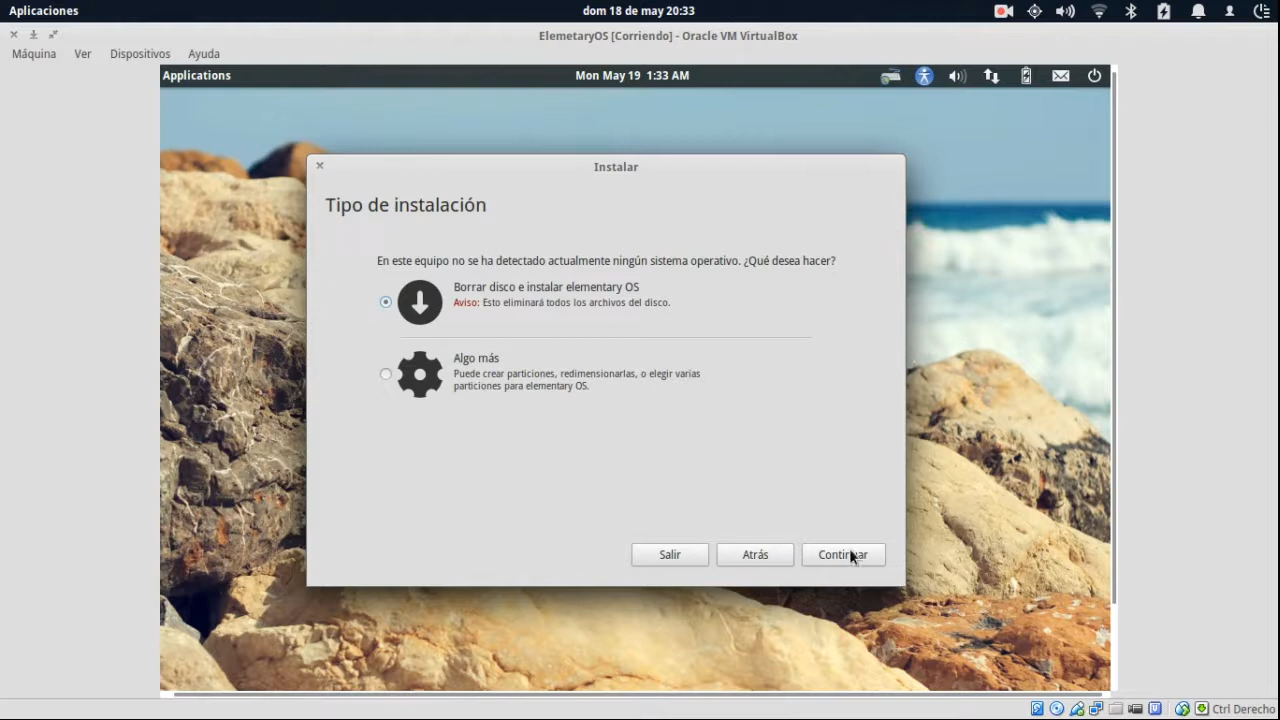 Aplicaciones
dom 18 de may 20:33
ElemetaryOS [Corriendo] - Oracle VM VirtualBox
Máquina Ver Dispositivos Ayuda
Applications
Mon May 19 1:33 AM
Instalar
Tipo de instalación
En este equipo no se ha detectado actualmente ningún sistema operativo. ¿Qué desea hacer?
Borrar disco e instalar elementary OS
Aviso: Esto eliminará todos los archivos del disco.
Algo más
Puede crear particiones, redimensionarlas, o elegir varias
particiones para elementary OS.
Salir Atrás Continuar
Ctrl Derecho